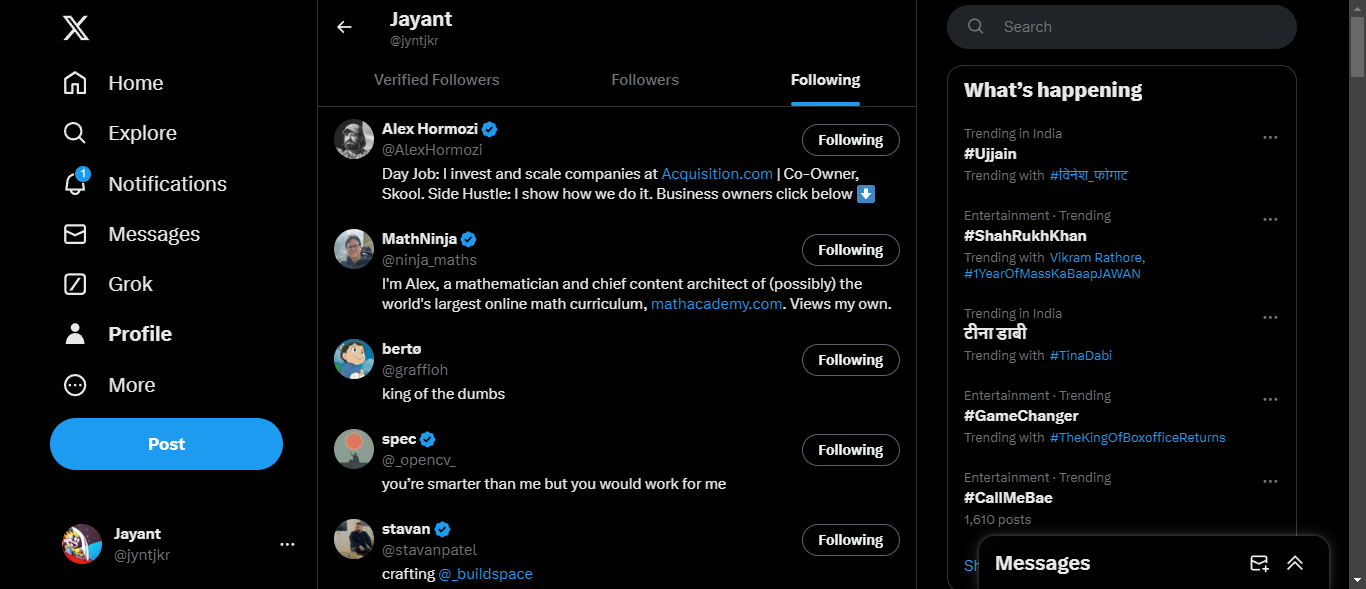 Home
Explore
1
Notifications
Messages
Grok
Profile
More
Post
Jayant
@jyntjkr
Jayant
@jyntjkr
Verified Followers
Followers
Following
Alex Hormozi
@AlexHormozi
Following
Day Job: I invest and scale companies at Acquisition.com | Co-Owner,
Skool. Side Hustle: I show how we do it. Business owners click below
MathNinja
@ninja_maths
Following
I'm Alex, a mathematician and chief content architect of (possibly) the
world's largest online math curriculum, mathacademy.com. Views my own.
bertø
@graffioh
Following
king of the dumbs
spec
@_opencv_
Following
you're smarter than me but you would work for me
stavan
@stavanpatel
Following
crafting @_buildspace
Search
What's happening
Trending in India
#Ujjain
Trending with #विनेश_फोगाट
Entertainment · Trending
#ShahRukhKhan
Trending with Vikram Rathore,
#1YearOfMassKaBaapJAWAN
Trending in India
टीना डाबी
Trending with #TinaDabi
Entertainment · Trending
#GameChanger
Trending with #TheKingOfBoxofficeReturns
Entertainment · Trending
#CallMeBae
1,610 posts
Messages